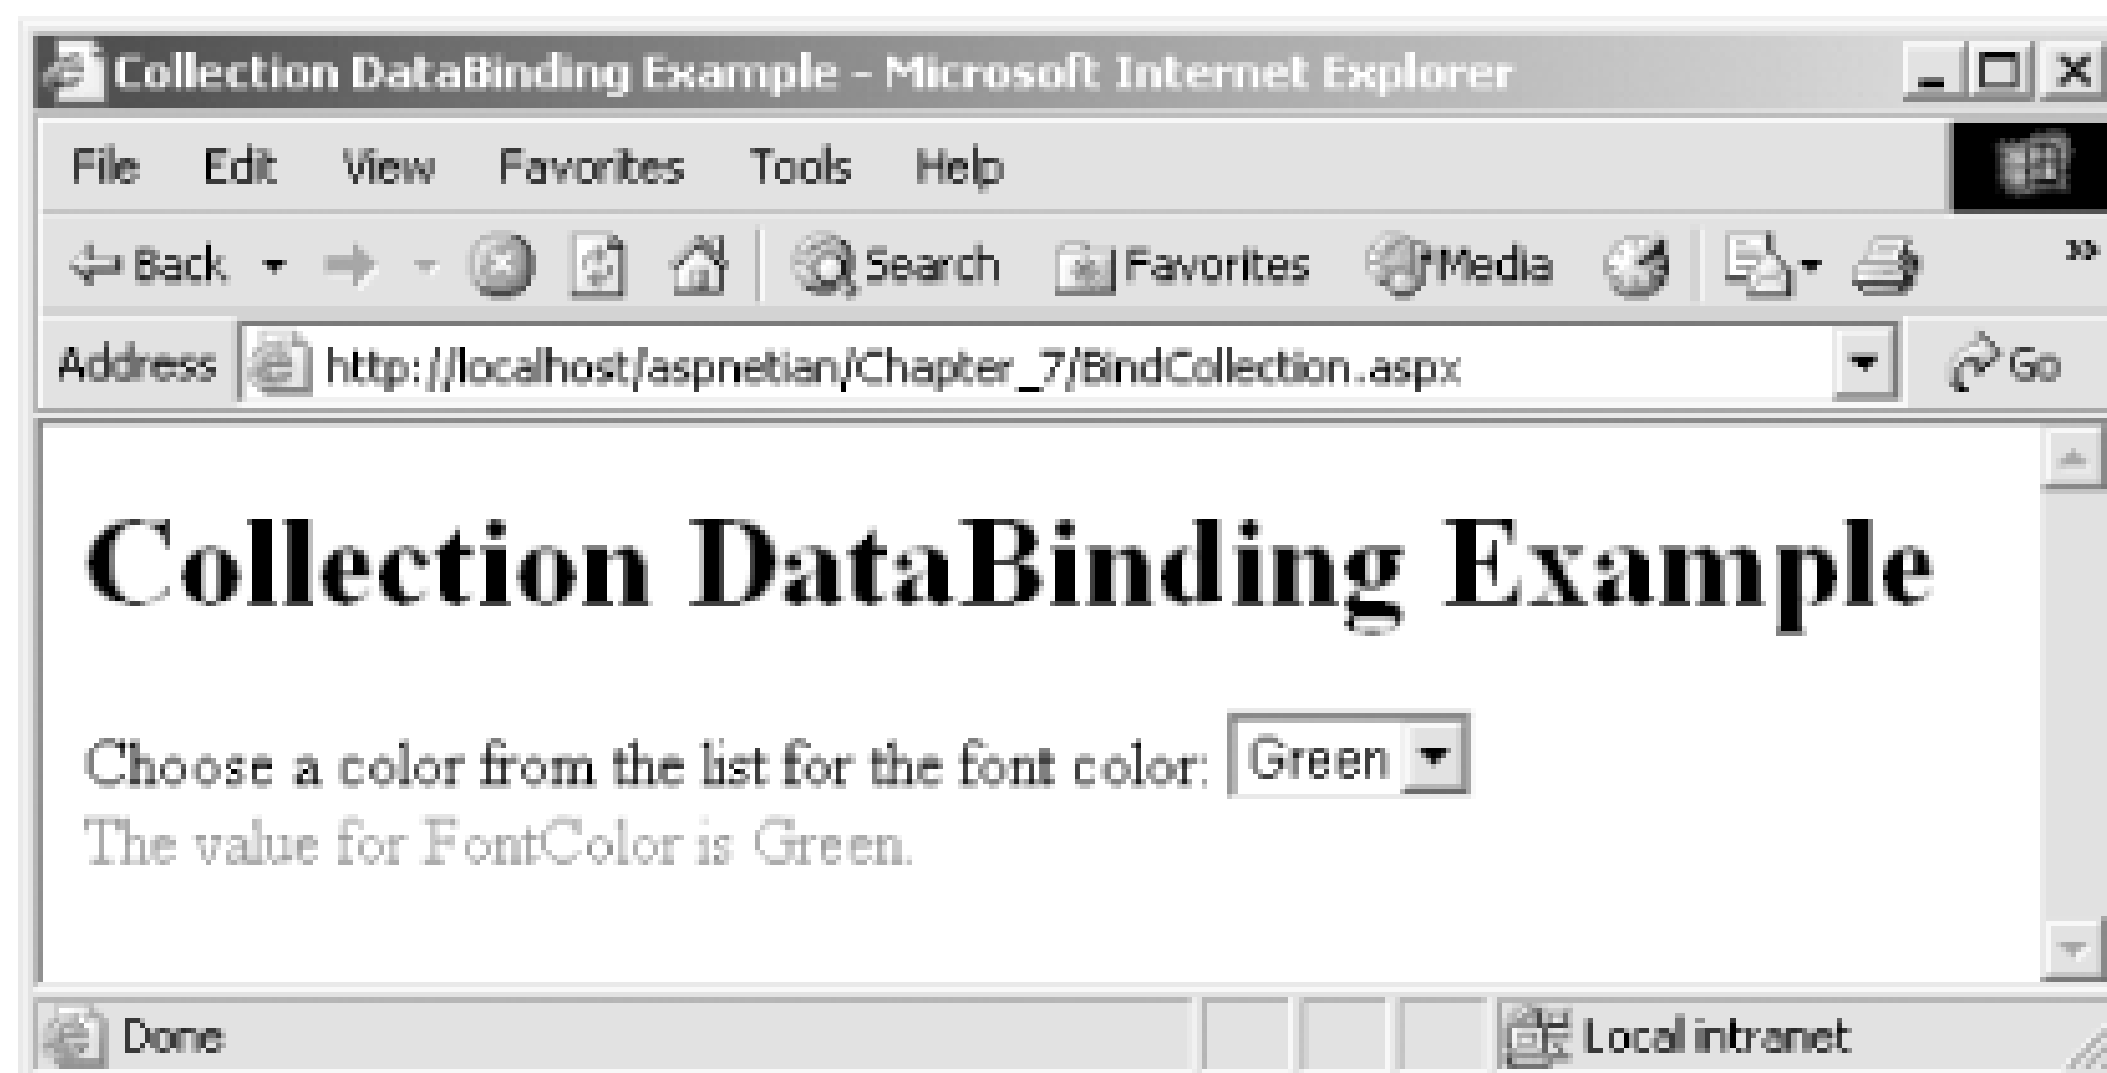 Collection DataBinding Example - Microsoft Internet Explorer
File Edit View Favorites Tools Help
Back Search Favorites Media »
Address http://localhost/aspnetian/Chapter_7/BindCollection.aspx Go
Collection DataBinding Example
Choose a color from the list for the font color: Green
The value for FontColor is Green.
Done Local intranet